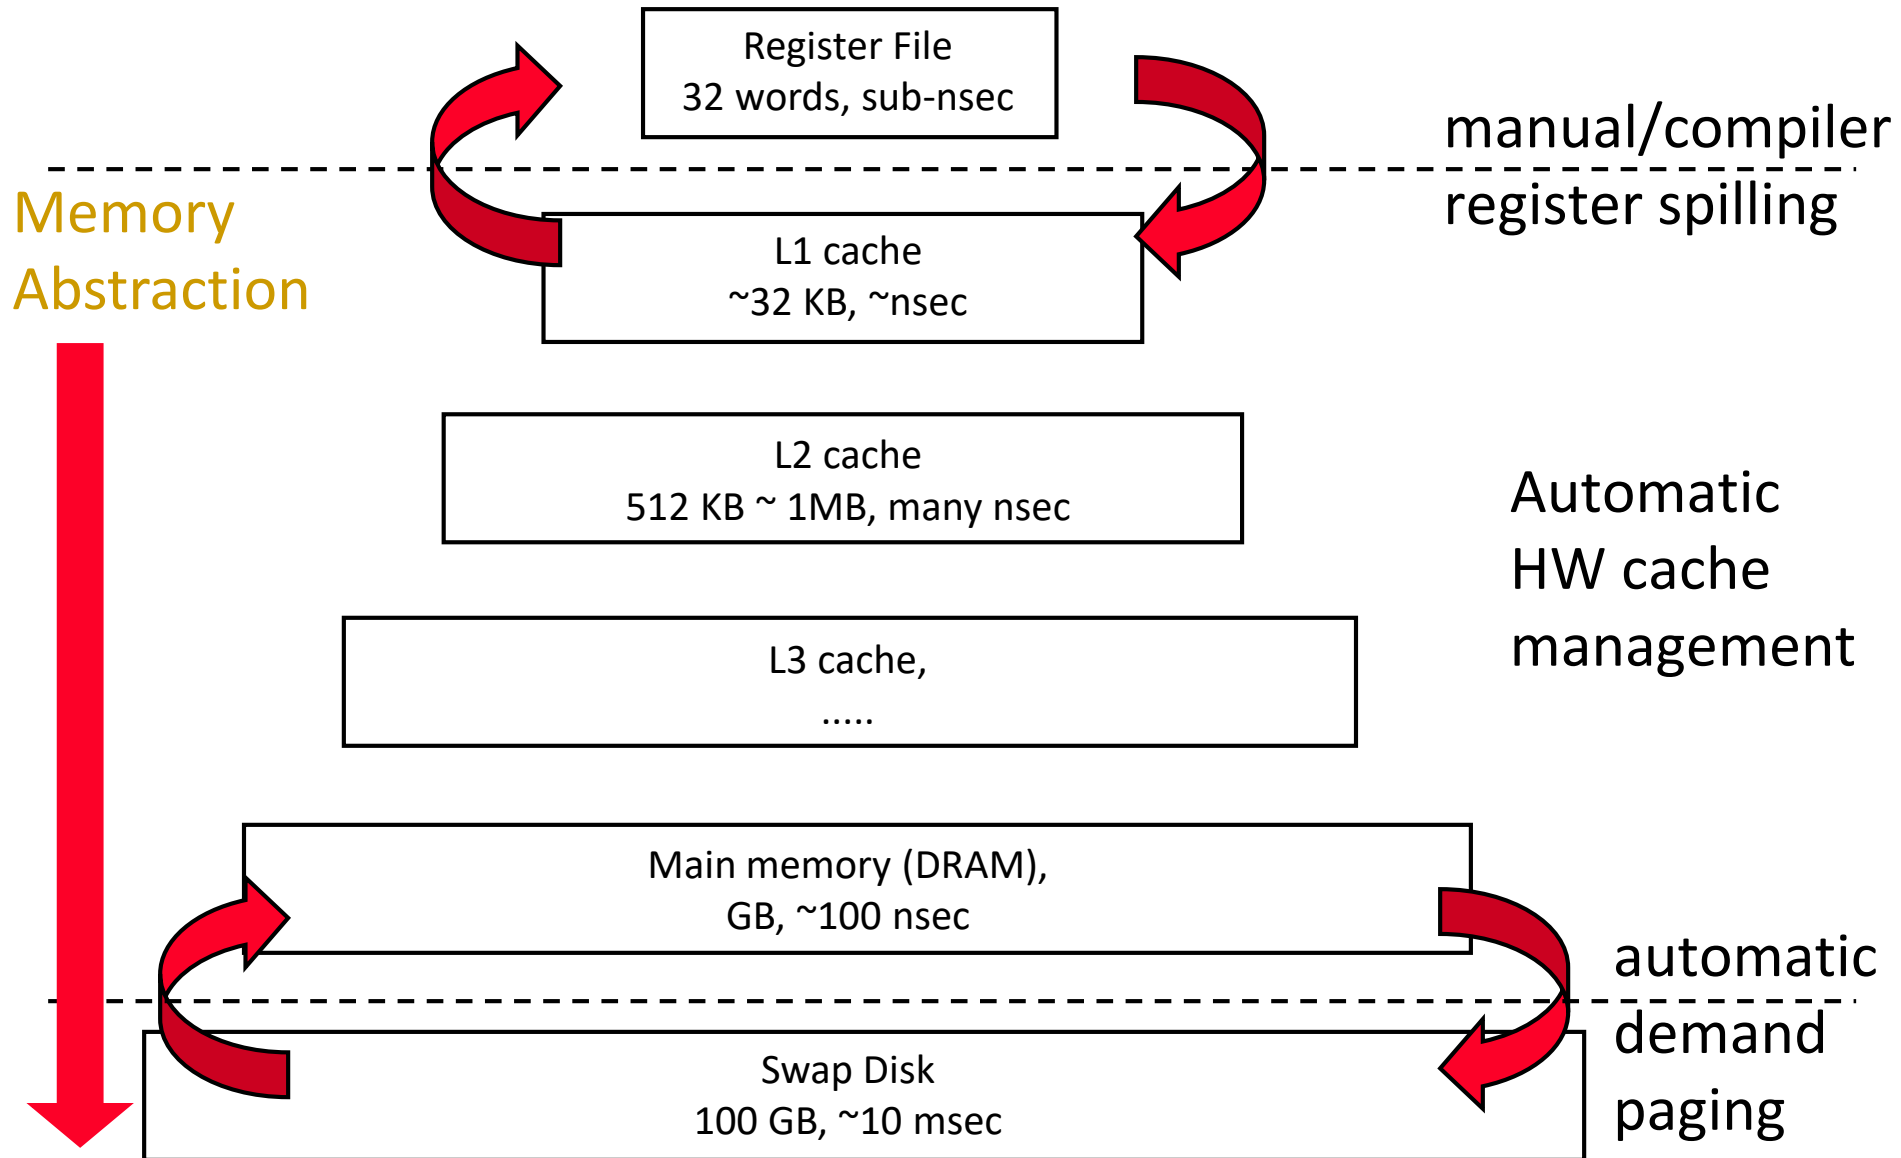 Register File
32 words, sub-nsec
manual/compiler
register spilling
Memory
Abstraction
L1 cache
~32 KB, ~nsec
L2 cache
512 KB ~ 1MB, many nsec
Automatic
HW cache
management
L3 cache,
.....
Main memory (DRAM),
GB, ~100 nsec
automatic
demand
paging
Swap Disk
100 GB, ~10 msec